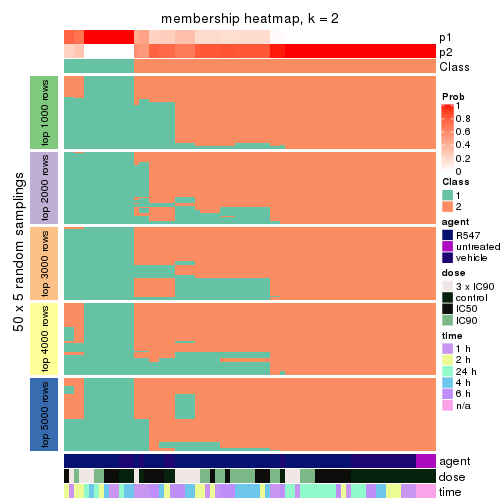 membership heatmap, k = 2
p1
p2
Class
50 x 5 random samplings
top 1000 rows
top 2000 rows
top 3000 rows
top 4000 rows
top 5000 rows
agent
dose
time
Prob
1
0.8
0.6
0.4
0.2
0
Class
1
2
agent
R547
untreated
vehicle
dose
3 x IC90
control
IC50
IC90
time
1 h
2 h
24 h
4 h
6 h
n/a